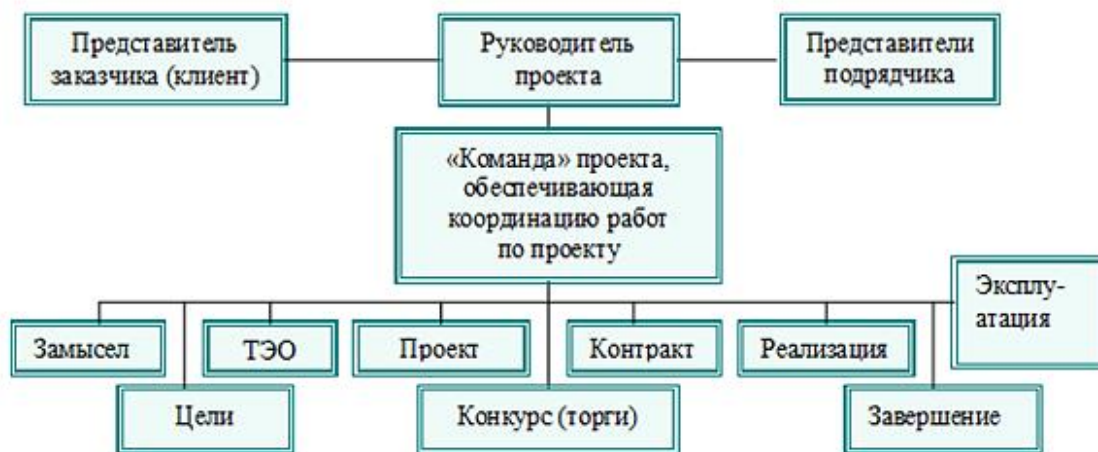 Представитель
заказчика (клиент)
Руководитель
проекта
Представители
подрядчика
«Команда» проекта,
обеспечивающая
координацию работ
по проекту
Эксплу-
атация
Замысел
ТЭО
Проект
Контракт
Реализация
Цели
Конкурс (торги)
Завершение